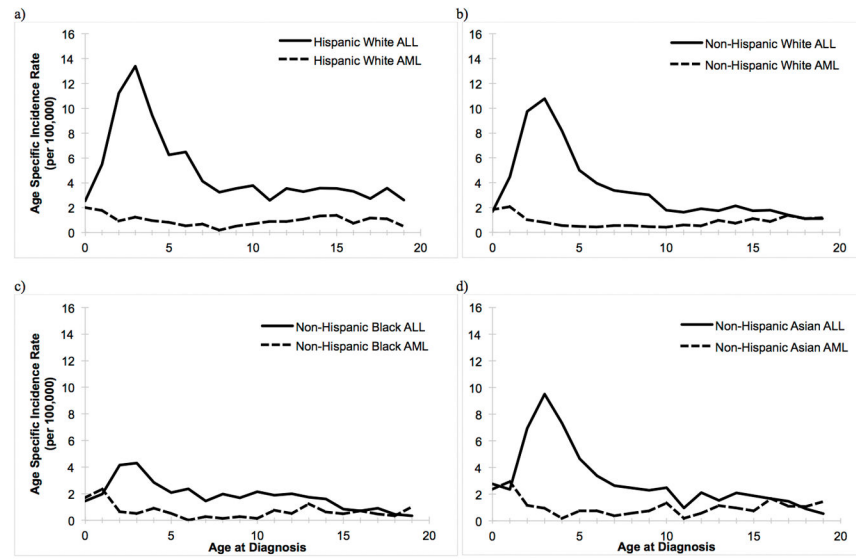 a)
Age Specific Incidence Rate
(per 100,000)
16
14
12
10
8
6
4
2
0
Hispanic White ALL
Hispanic White AML
0 5 10 15 20
b)
16
14
12
10
8
6
4
2
0
Non-Hispanic White ALL
Non-Hispanic White AML
0 5 10 15 20
c)
Age Specific Incidence Rate
(per 100,000)
16
14
12
10
8
6
4
2
0
Non-Hispanic Black ALL
Non-Hispanic Black AML
0 5 10 15 20
Age at Diagnosis
d)
16
14
12
10
8
6
4
2
0
Non-Hispanic Asian ALL
Non-Hispanic Asian AML
0 5 10 15 20
Age at Diagnosis